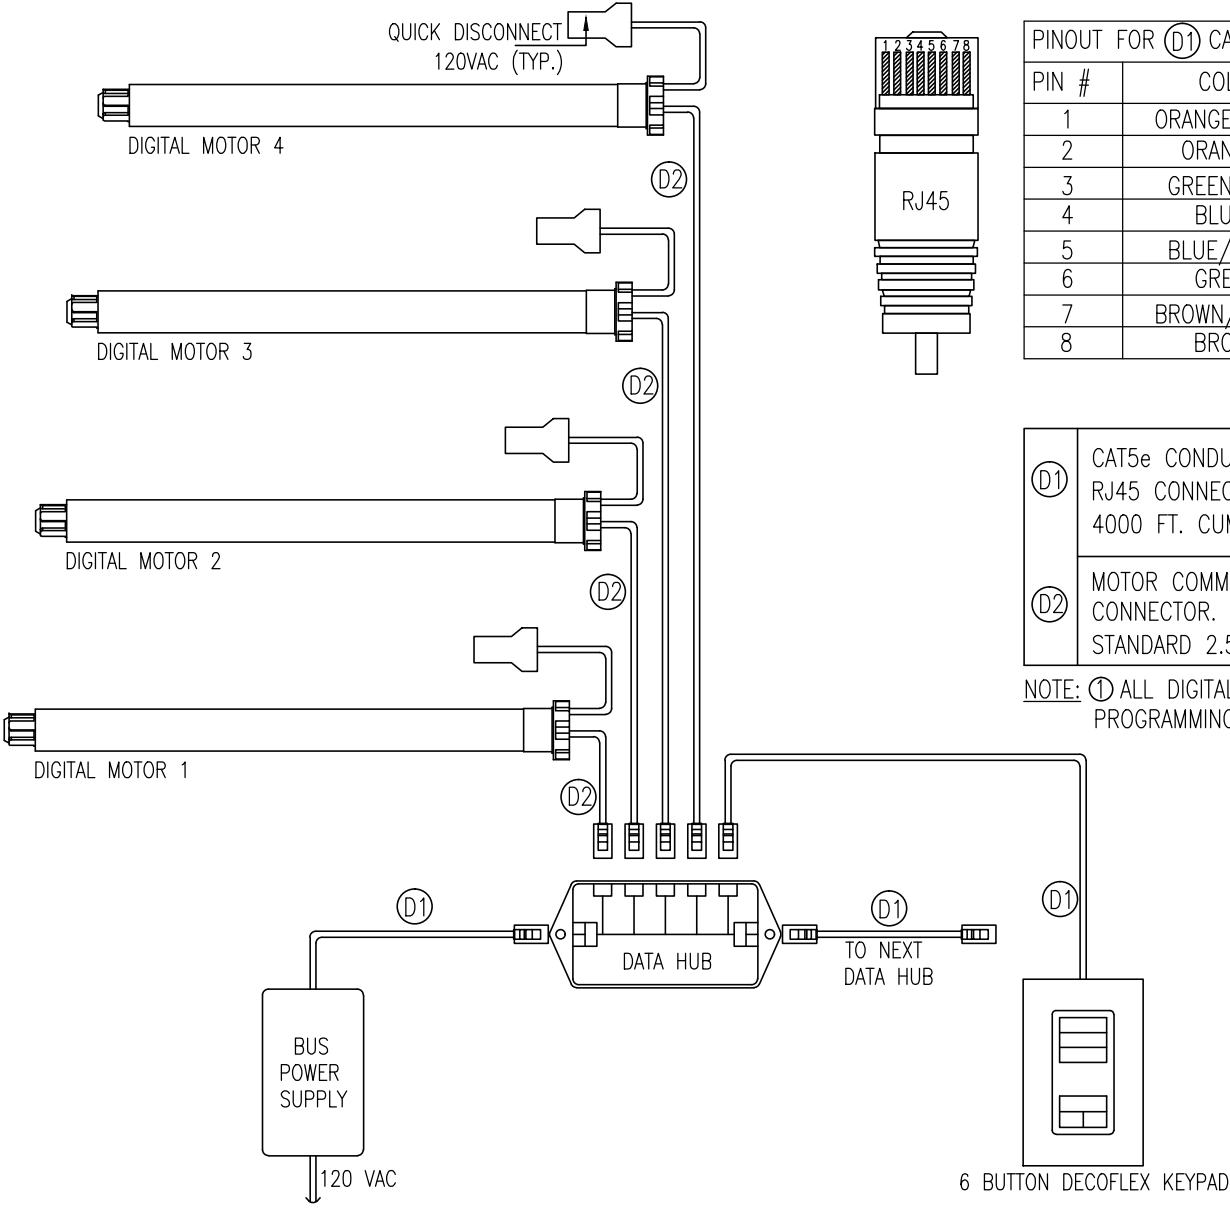 QUICK DISCONNECT
120VAC (TYP.)
DIGITAL MOTOR 4
D2
DIGITAL MOTOR 3
D2
DIGITAL MOTOR 2
D2
DIGITAL MOTOR 1
D2
1 2 3 4 5 6 7 8
RJ45
PINOUT FOR D1 CA
PIN # COL
1 ORANGE
2 ORAN
3 GREEN
4 BLU
5 BLUE/
6 GRE
7 BROWN/
8 BRO
D1
CAT5e CONDU
RJ45 CONNEC
4000 FT. CUM
D2
MOTOR COMM
CONNECTOR.
STANDARD 2.5
NOTE: 1 ALL DIGITAL
PROGRAMMING
D1
DATA HUB
D1
TO NEXT
DATA HUB
D1
BUS
POWER
SUPPLY
120 VAC
6 BUTTON DECOFLEX KEYPAD